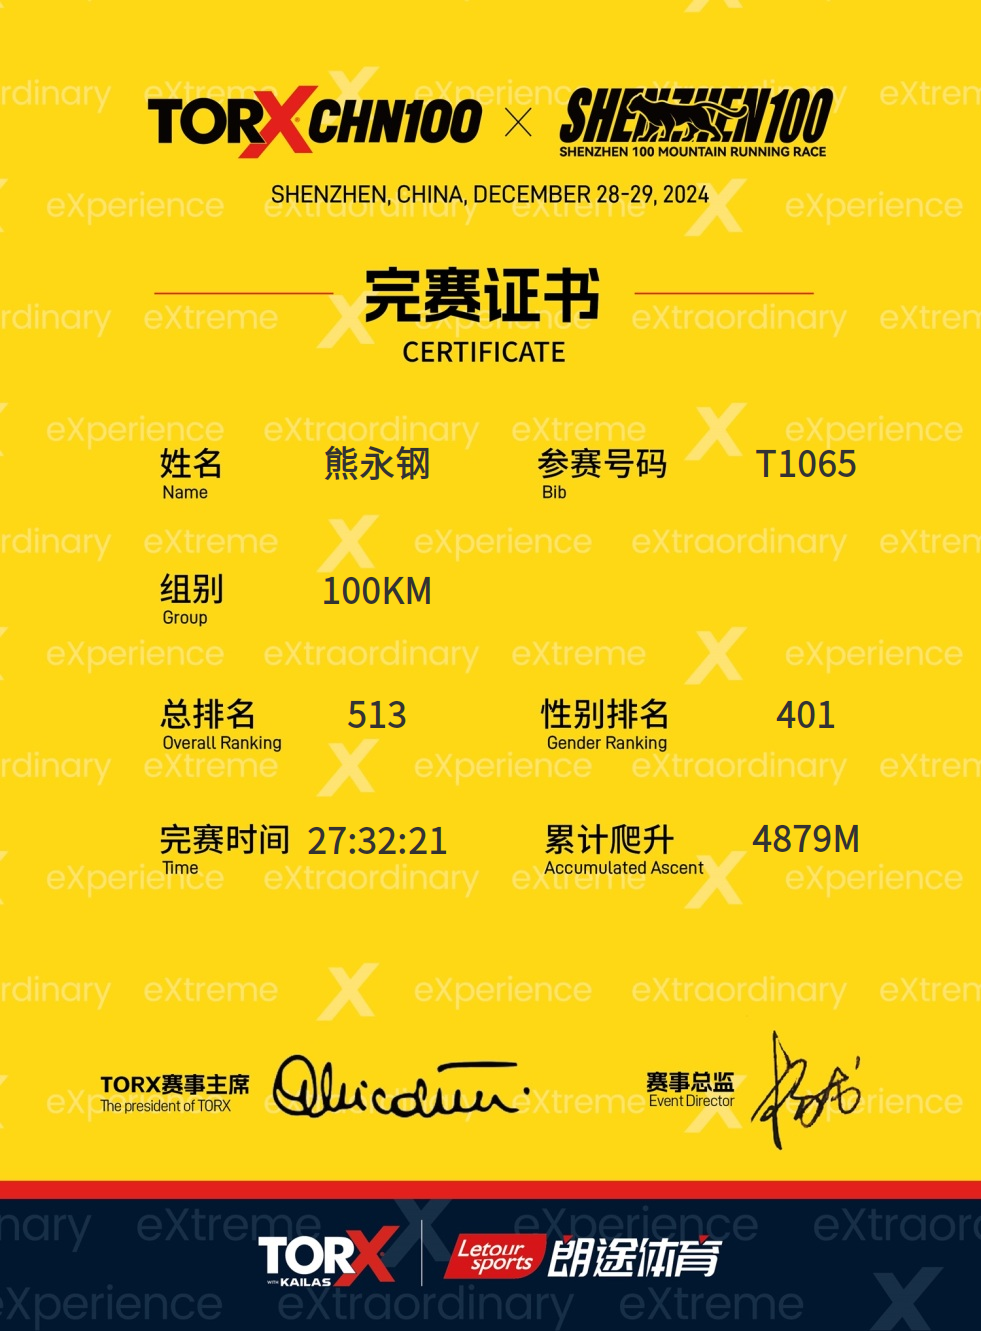 TORX CHN100 × SHENZHEN100
SHENZHEN 100 MOUNTAIN RUNNING RACE
SHENZHEN, CHINA, DECEMBER 28-29, 2024
完赛证书
CERTIFICATE
姓名 熊永钢 参赛号码 T1065
Name Bib
组别 100KM
Group
总排名 513 性别排名 401
Overall Ranking Gender Ranking
完赛时间 27:32:21 累计爬升 4879M
Time Accumulated Ascent
TORX赛事主席 赛事总监
The president of TORX Event Director
TORX WITH KAILAS Letour sports 朗途体育
eXperience eXtraordinary eXtreme X